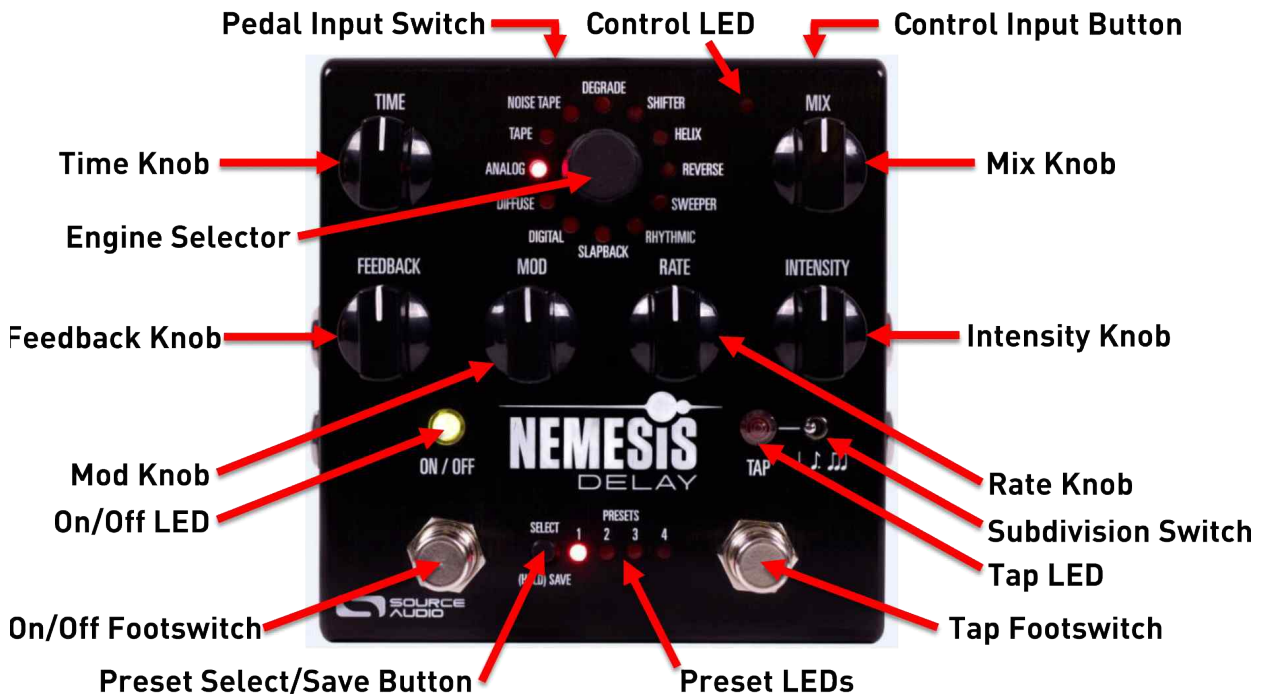 Pedal Input Switch
Control LED
Control Input Button
TIME
NOISE TAPE
DEGRADE
SHIFTER
MIX
TAPE
HELIX
Time Knob
ANALOG
REVERSE
Mix Knob
DIFFUSE
SWEEPER
Engine Selector
DIGITAL
SLAPBACK
RHYTHMIC
FEEDBACK
MOD
RATE
INTENSITY
Feedback Knob
Intensity Knob
NEMESIS
DELAY
ON / OFF
TAP
Mod Knob
Rate Knob
On/Off LED
Subdivision Switch
SELECT
PRESETS
1 2 3 4
(HOLD) SAVE
Tap LED
SOURCE
AUDIO
On/Off Footswitch
Tap Footswitch
Preset Select/Save Button
Preset LEDs